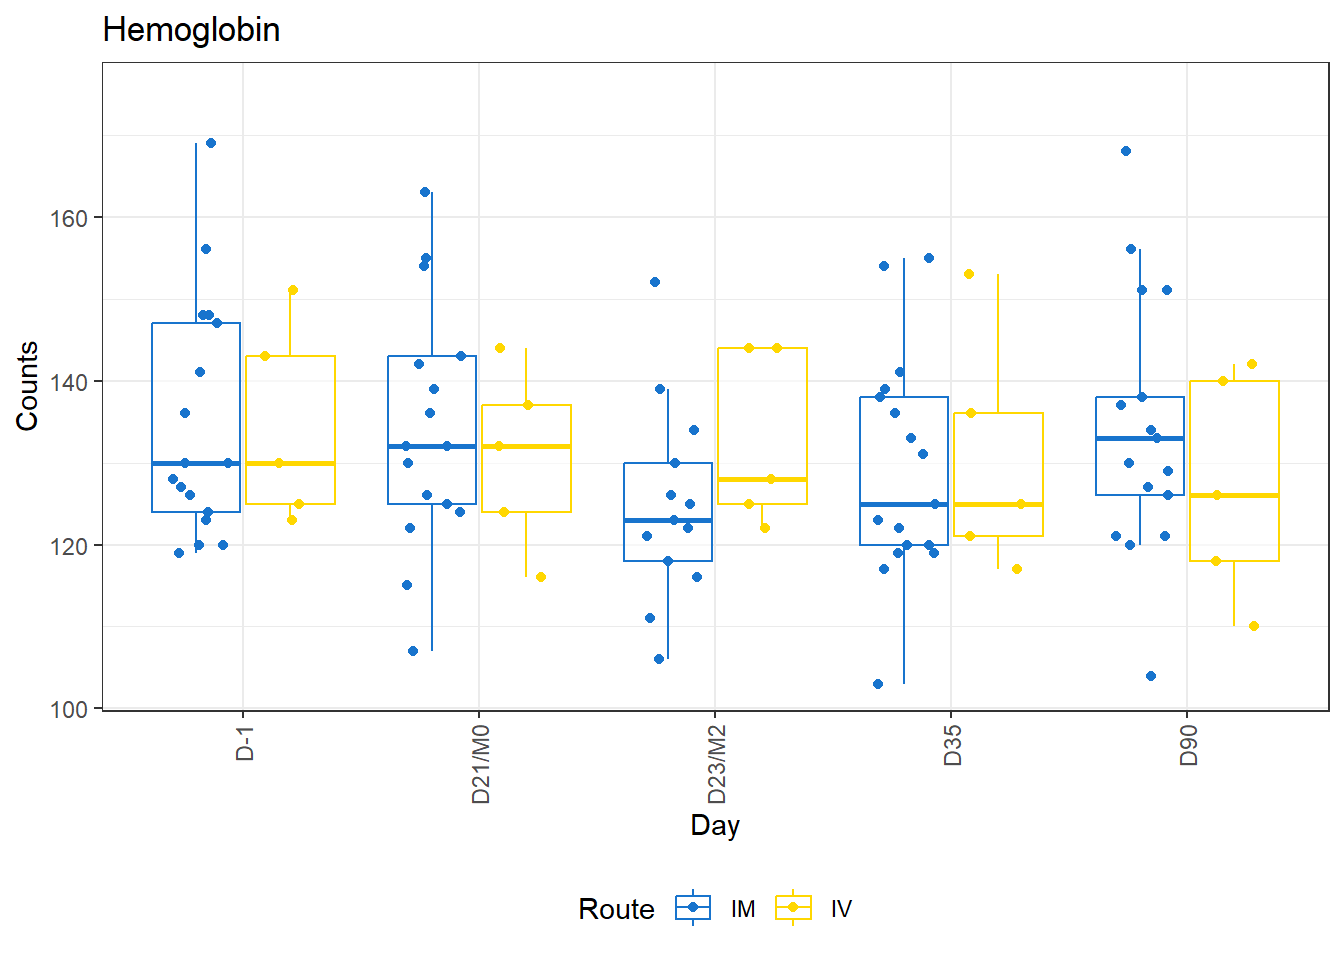 Hemoglobin
Counts
160
140
120
100
D-1
D21/M0
D23/M2
D35
D90
Day
Route IM IV